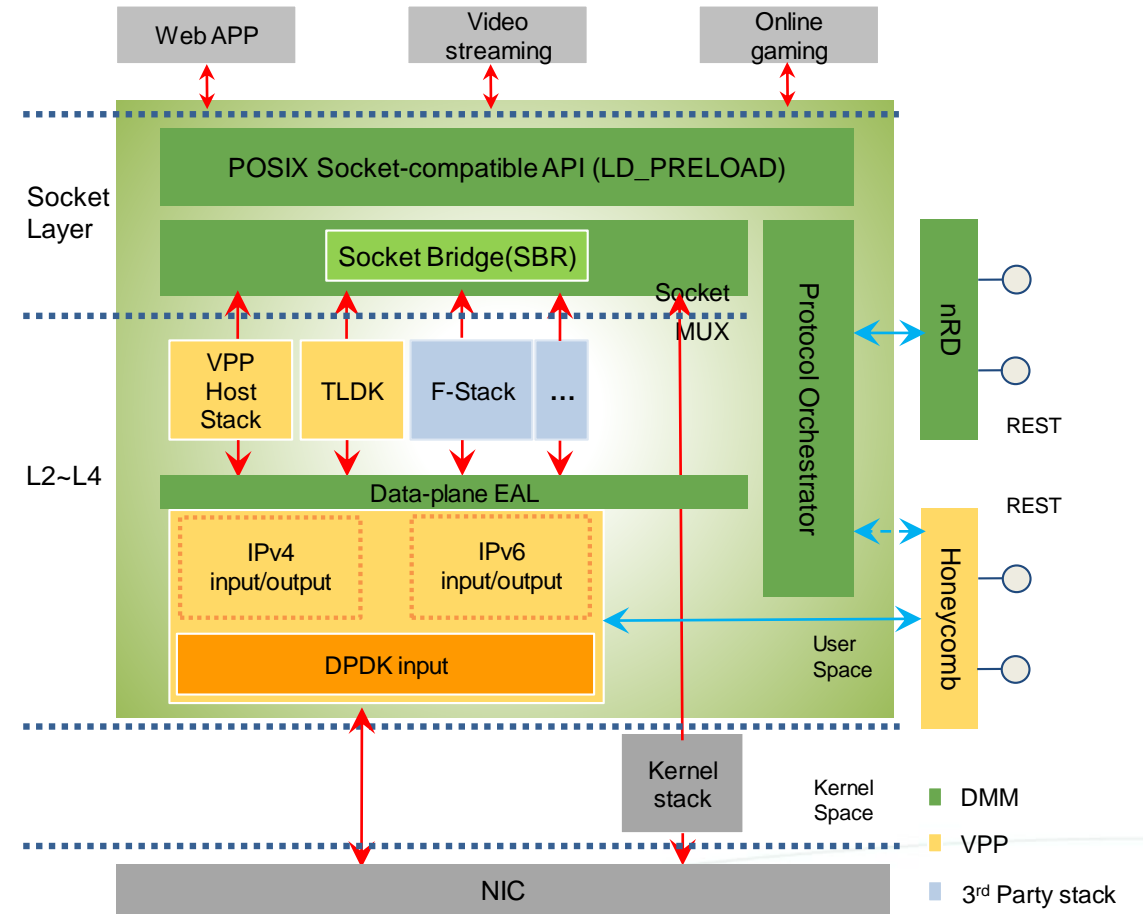 Web APP
Video
streaming
Online
gaming
POSIX Socket-compatible API (LD_PRELOAD)
Socket
Layer
Socket Bridge(SBR)
Socket
MUX
Protocol Orchestrator
nRD
REST
VPP
Host
Stack
TLDK
F-Stack
...
L2~L4
Data-plane EAL
REST
IPv4
input/output
IPv6
input/output
Honeycomb
DPDK input
User
Space
Kernel
stack
Kernel
Space
DMM
VPP
3rd Party stack
NIC